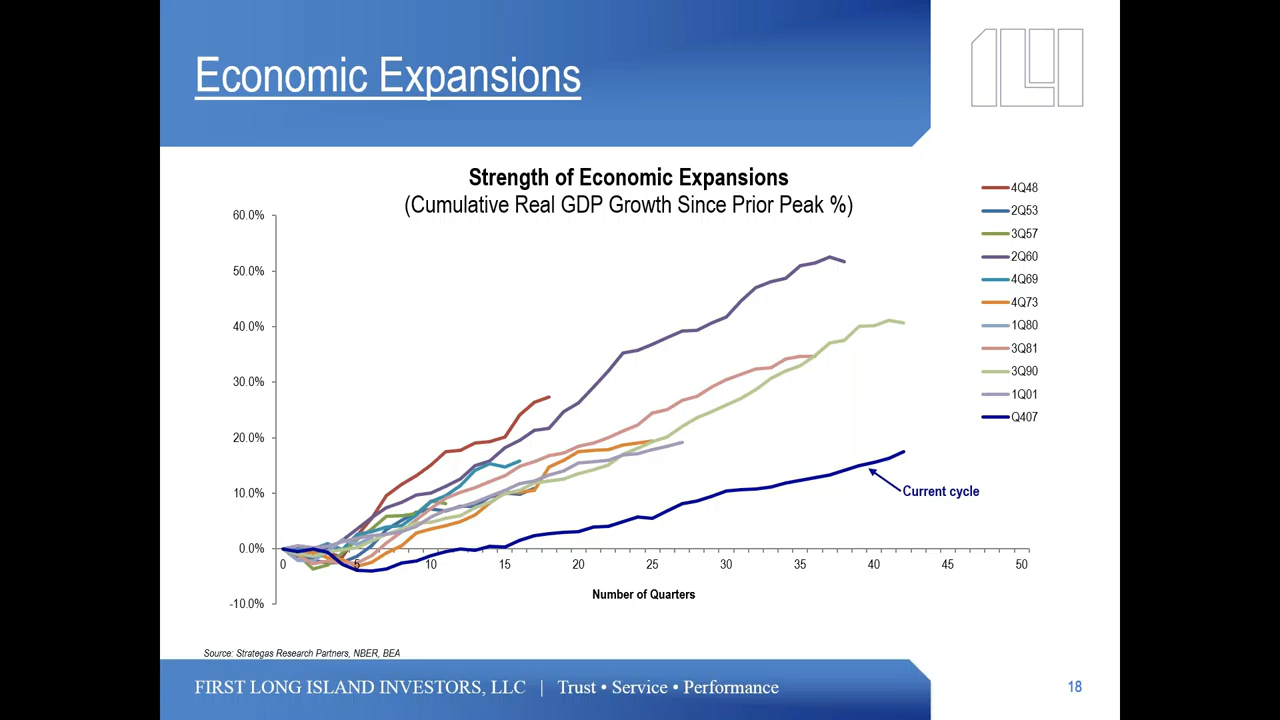 Economic Expansions
Strength of Economic Expansions
(Cumulative Real GDP Growth Since Prior Peak %)
60.0%
50.0%
40.0%
30.0%
20.0%
10.0%
0.0%
-10.0%
0 5 10 15 20 25 30 35 40 45 50
Number of Quarters
Current cycle
4Q48
2Q53
3Q57
2Q60
4Q69
4Q73
1Q80
3Q81
3Q90
1Q01
Q407
Source: Strategas Research Partners, NBER, BEA
FIRST LONG ISLAND INVESTORS, LLC | Trust • Service • Performance
18